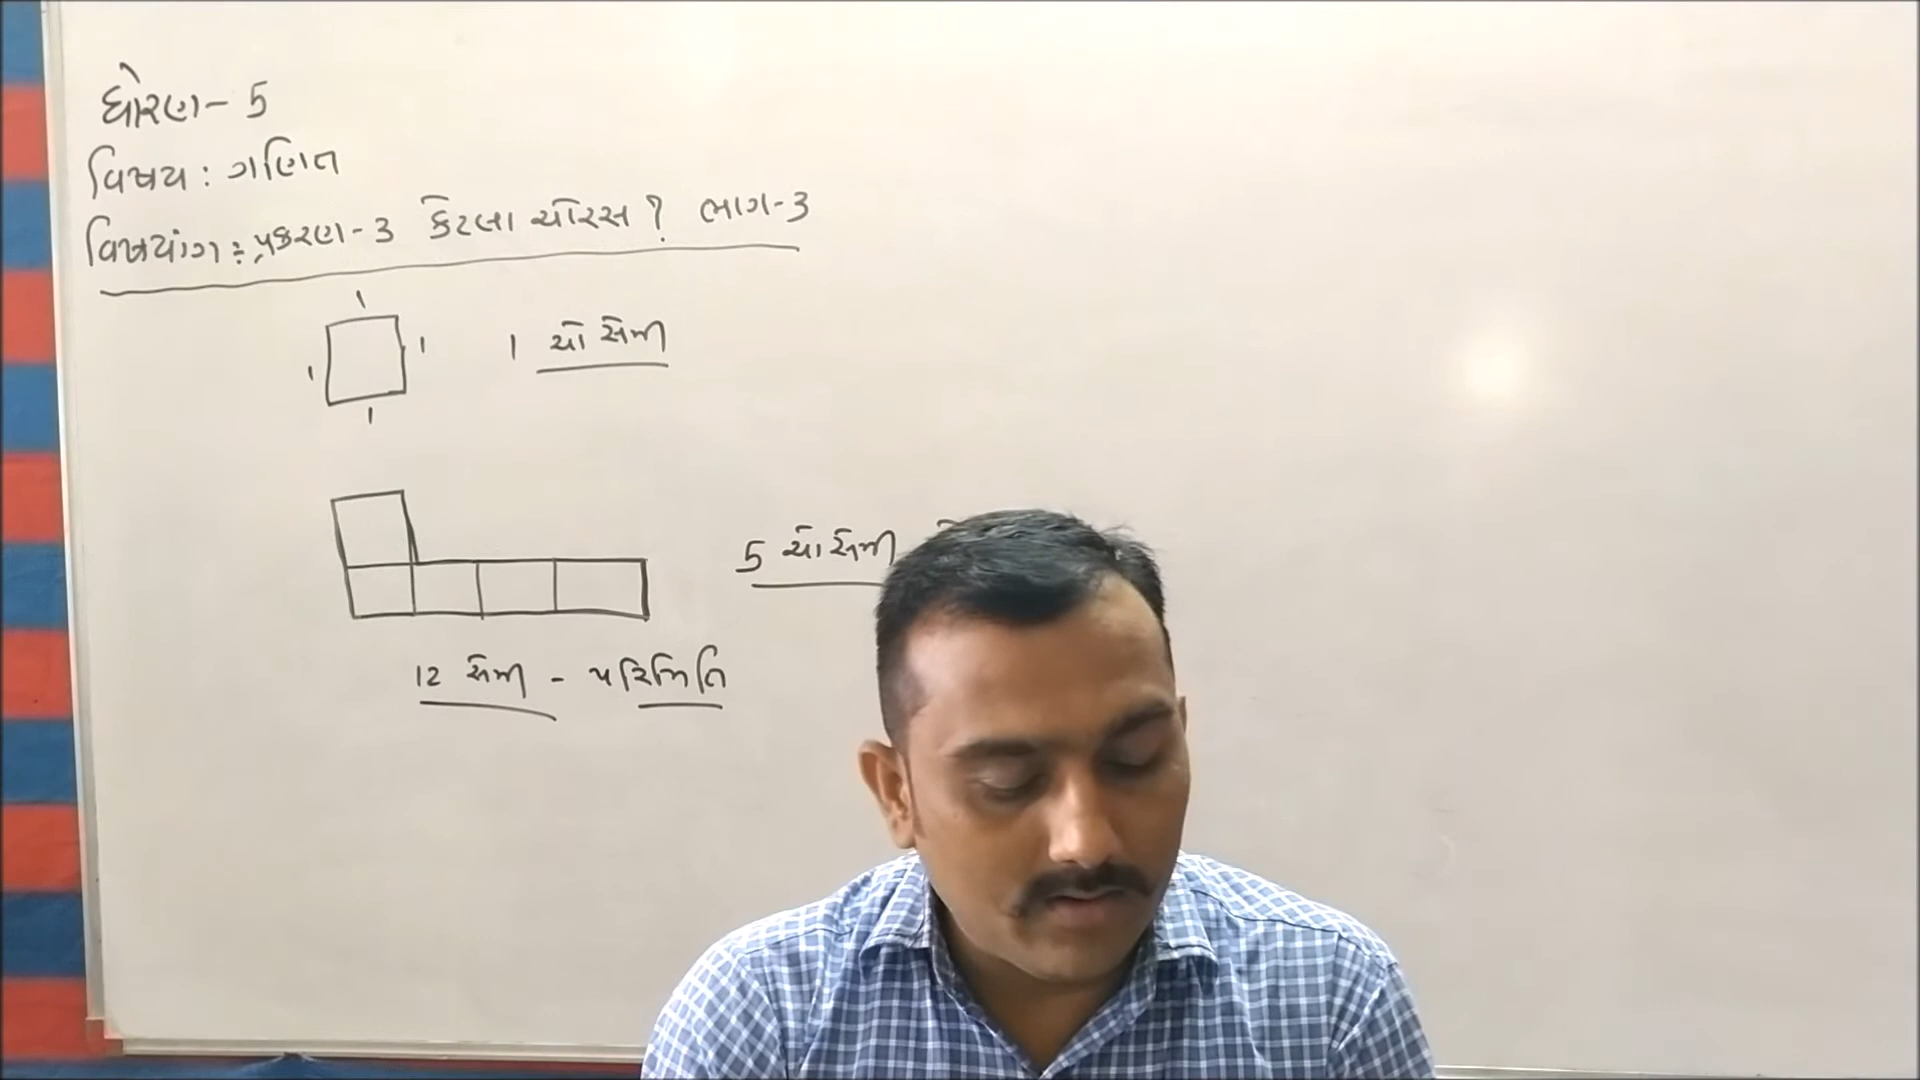 ધોરણ - 5
વિષય : ગણિત
વિષયાંગ : પ્રકરણ - 3 કેટલા ચોરસ ? ભાગ - 3
1
1 1 1 ચો સેમી
1
5 ચો સેમી
12 સેમી - પરિમિતિ